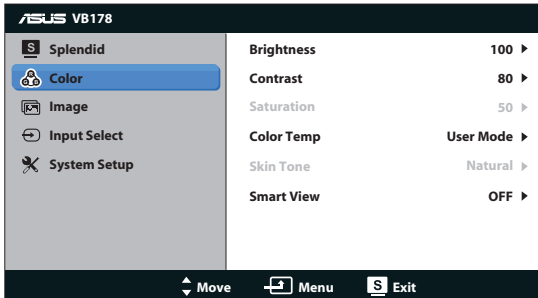 ASUS VB178
S Splendid
Color
Image
Input Select
System Setup
Brightness 100
Contrast 80
Saturation 50
Color Temp User Mode
Skin Tone Natural
Smart View OFF
Move Menu S Exit